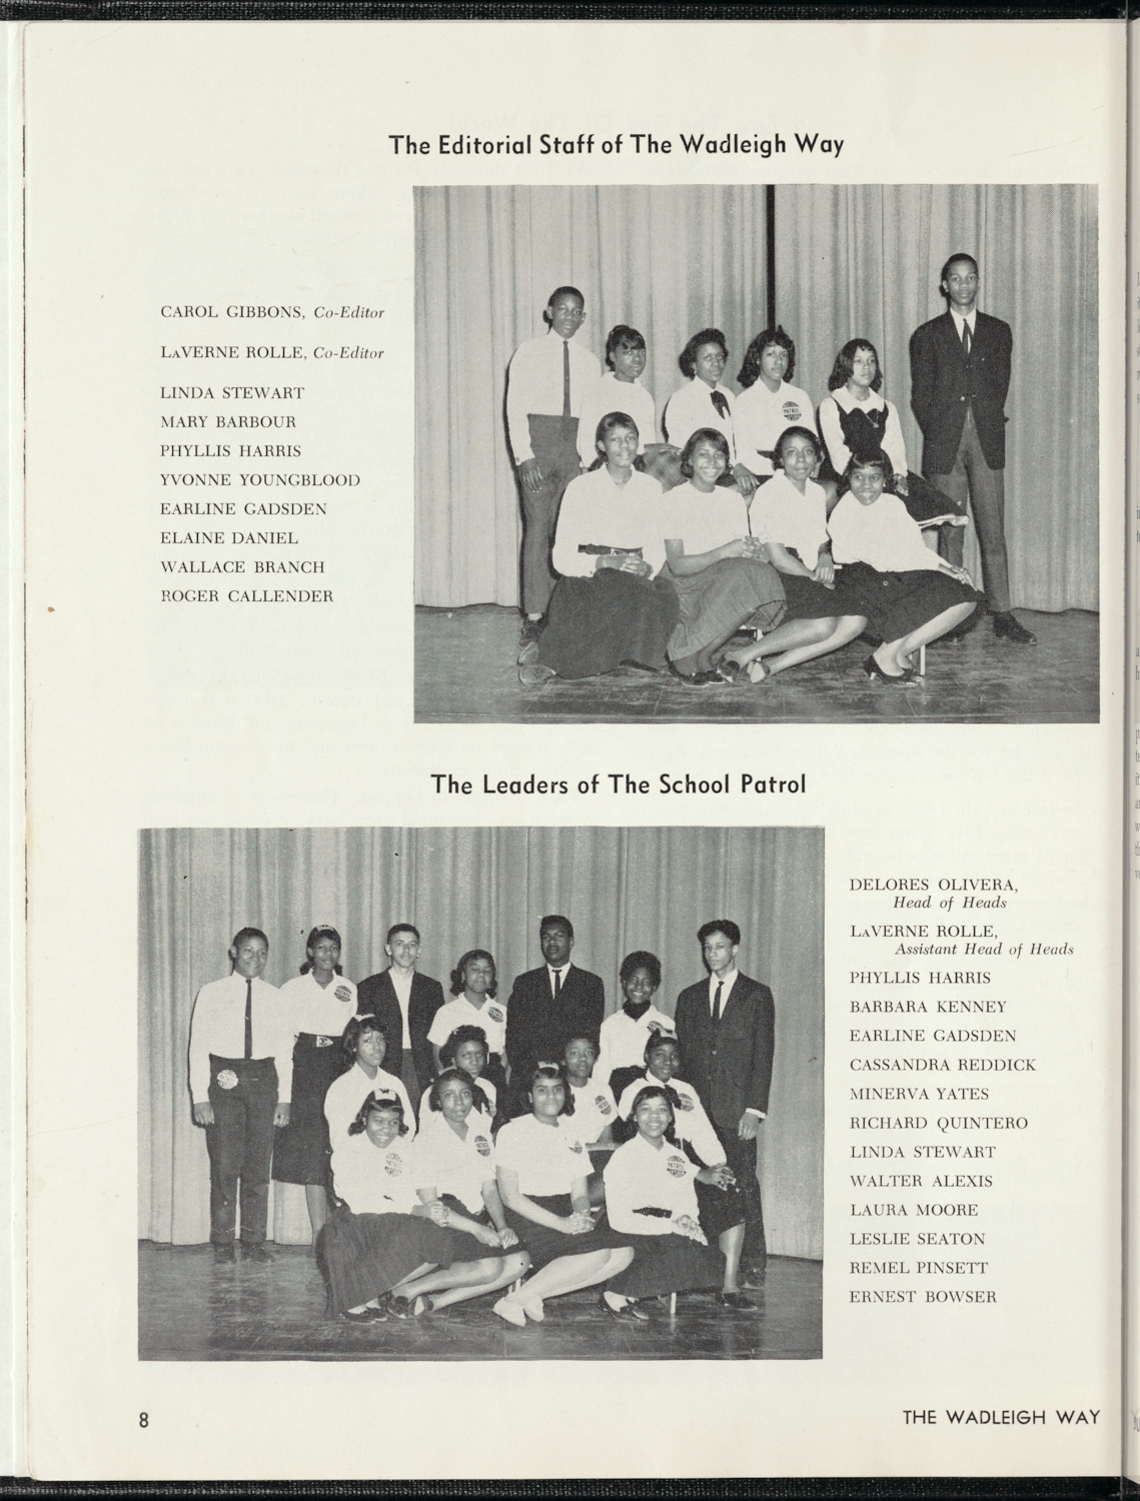 The Editorial Staff of The Wadleigh Way
CAROL GIBBONS, Co-Editor
LAVERNE ROLLE, Co-Editor
LINDA STEWART
MARY BARBOUR
PHYLLIS HARRIS
YVONNE YOUNGBLOOD
EARLINE GADSDEN
ELAINE DANIEL
WALLACE BRANCH
ROGER CALLENDER
The Leaders of The School Patrol
DELORES OLIVERA,
Head of Heads
LAVERNE ROLLE,
Assistant Head of Heads
PHYLLIS HARRIS
BARBARA KENNEY
EARLINE GADSDEN
CASSANDRA REDDICK
MINERVA YATES
RICHARD QUINTERO
LINDA STEWART
WALTER ALEXIS
LAURA MOORE
LESLIE SEATON
REMEL PINSETT
ERNEST BOWSER
8
THE WADLEIGH WAY